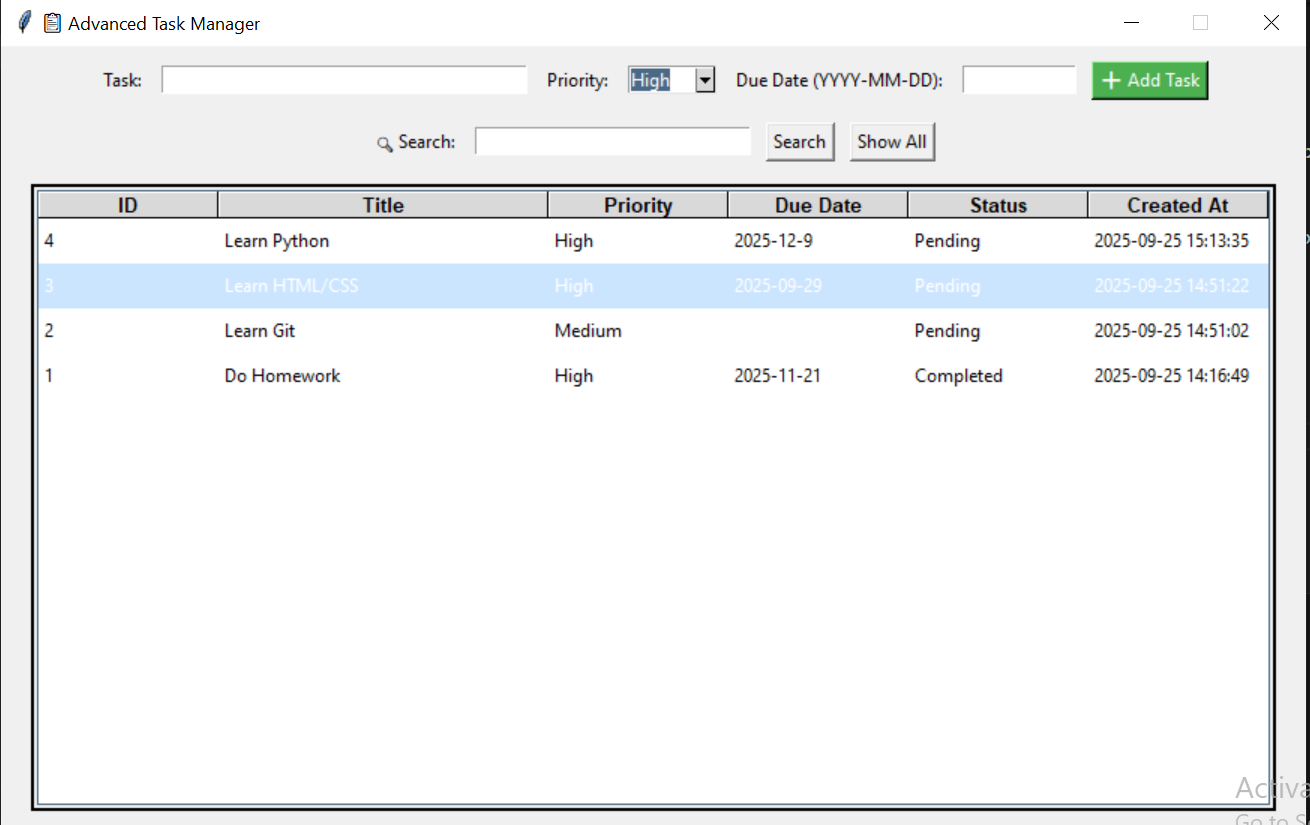 Advanced Task Manager
Task: Priority: High Due Date (YYYY-MM-DD): + Add Task
Search: Search Show All
ID Title Priority Due Date Status Created At
4 Learn Python High 2025-12-9 Pending 2025-09-25 15:13:35
3 Learn HTML/CSS High 2025-09-29 Pending 2025-09-25 14:51:22
2 Learn Git Medium Pending 2025-09-25 14:51:02
1 Do Homework High 2025-11-21 Completed 2025-09-25 14:16:49
Activa
Go to S